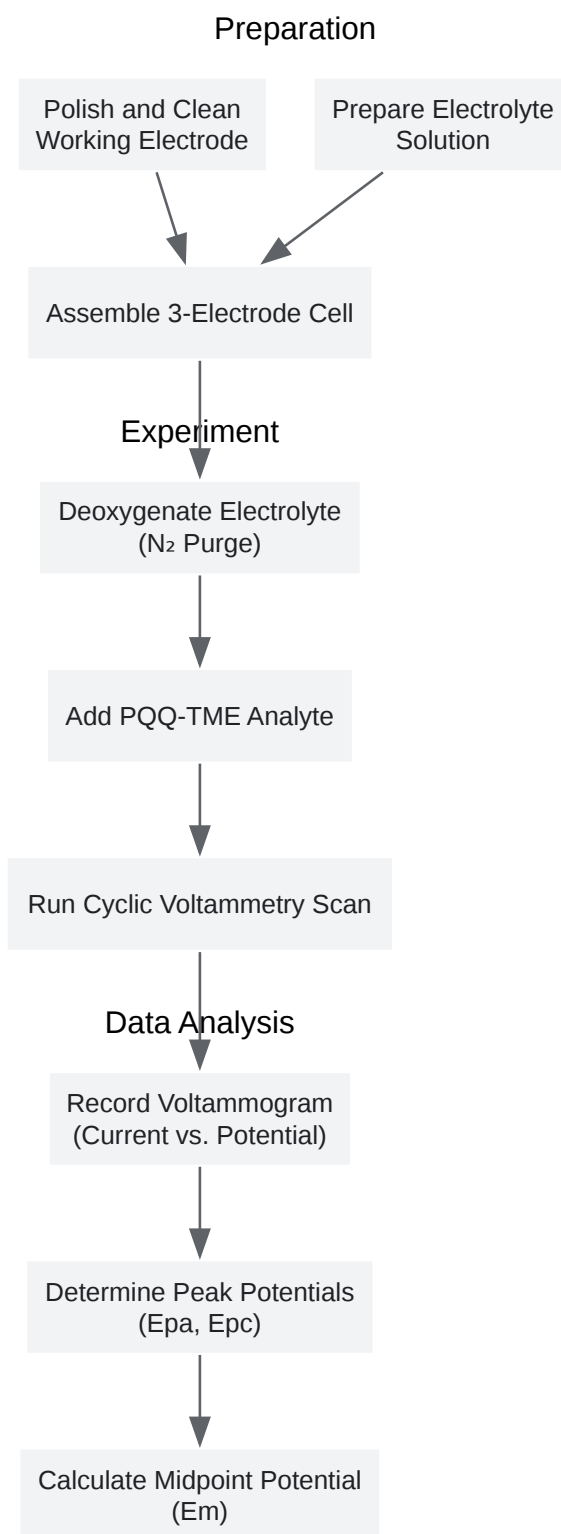 Preparation
Polish and Clean
Working Electrode
Prepare Electrolyte
Solution
Assemble 3-Electrode Cell
Experiment
Deoxygenate Electrolyte
(N₂ Purge)
Add PQQ-TME Analyte
Run Cyclic Voltammetry Scan
Data Analysis
Record Voltammogram
(Current vs. Potential)
Determine Peak Potentials
(Epa, Epc)
Calculate Midpoint Potential
(Em)